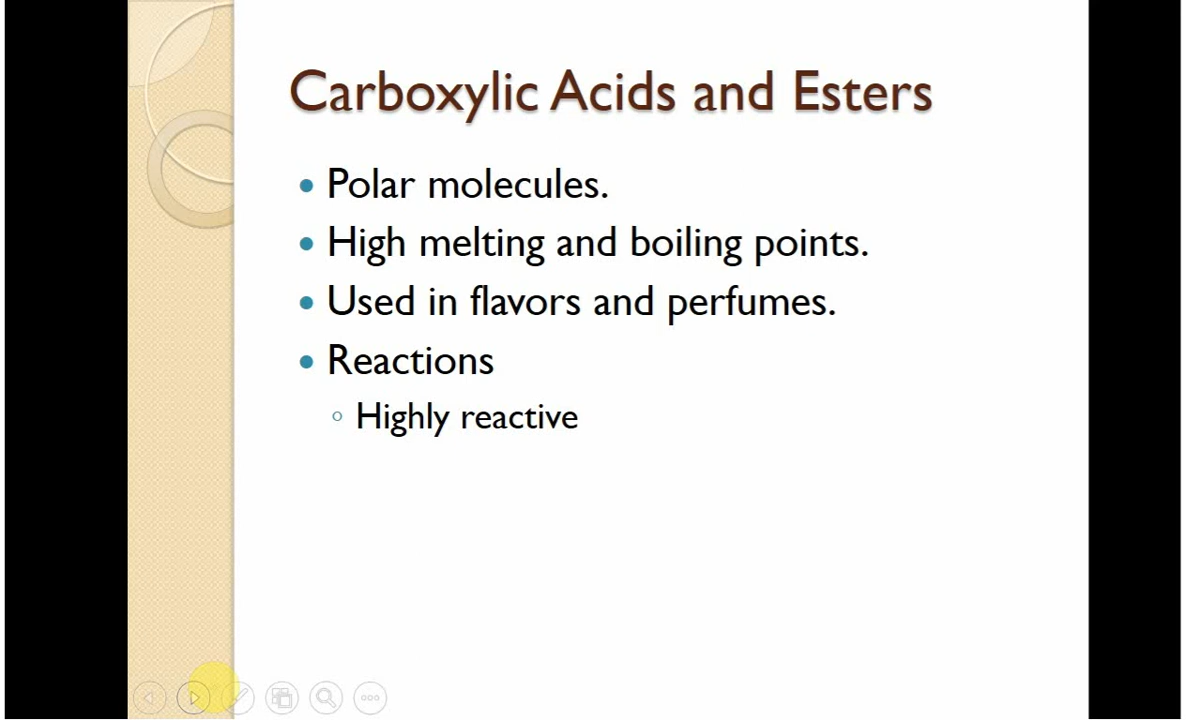 Carboxylic Acids and Esters
• Polar molecules.
• High melting and boiling points.
• Used in flavors and perfumes.
• Reactions
◦ Highly reactive